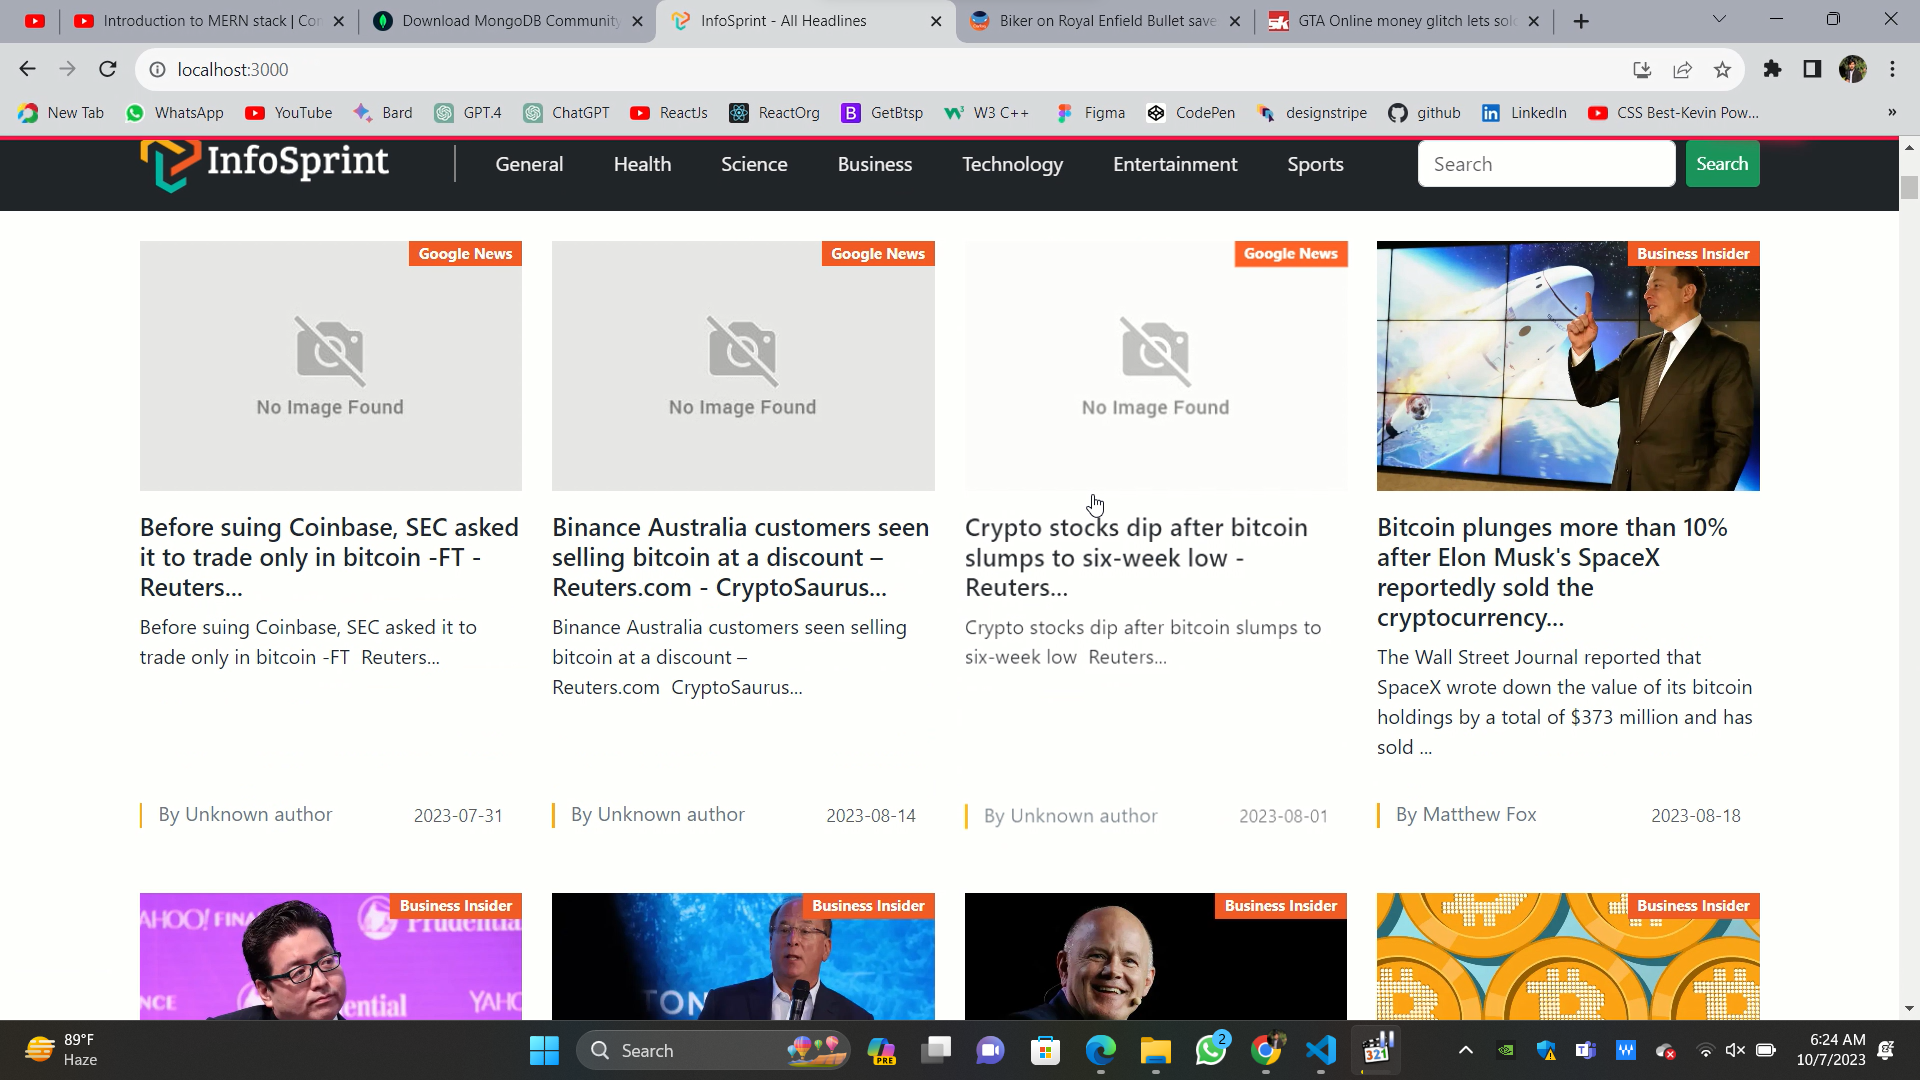 Introduction to MERN stack | Co
Download MongoDB Community
InfoSprint - All Headlines
Biker on Royal Enfield Bullet save
GTA Online money glitch lets sol
localhost:3000
New Tab
WhatsApp
YouTube
Bard
GPT.4
ChatGPT
ReactJs
ReactOrg
GetBtsp
W3 C++
Figma
CodePen
designstripe
github
LinkedIn
CSS Best-Kevin Pow...
»
InfoSprint
General
Health
Science
Business
Technology
Entertainment
Sports
Search
Search
Google News
No Image Found
Before suing Coinbase, SEC asked
it to trade only in bitcoin -FT -
Reuters...
Before suing Coinbase, SEC asked it to
trade only in bitcoin -FT  Reuters...
By Unknown author
2023-07-31
Google News
No Image Found
Binance Australia customers seen
selling bitcoin at a discount –
Reuters.com - CryptoSaurus...
Binance Australia customers seen selling
bitcoin at a discount –
Reuters.com  CryptoSaurus...
By Unknown author
2023-08-14
Google News
No Image Found
Crypto stocks dip after bitcoin
slumps to six-week low -
Reuters...
Crypto stocks dip after bitcoin slumps to
six-week low  Reuters...
By Unknown author
2023-08-01
Business Insider
Bitcoin plunges more than 10%
after Elon Musk's SpaceX
reportedly sold the
cryptocurrency...
The Wall Street Journal reported that
SpaceX wrote down the value of its bitcoin
holdings by a total of $373 million and has
sold ...
By Matthew Fox
2023-08-18
Business Insider
AHOO! FINA
Prudentia
NCE
ential
YAHC
Business Insider
TON
Business Insider
Business Insider
89°F
Haze
Search
PRE
2
321
6:24 AM
10/7/2023